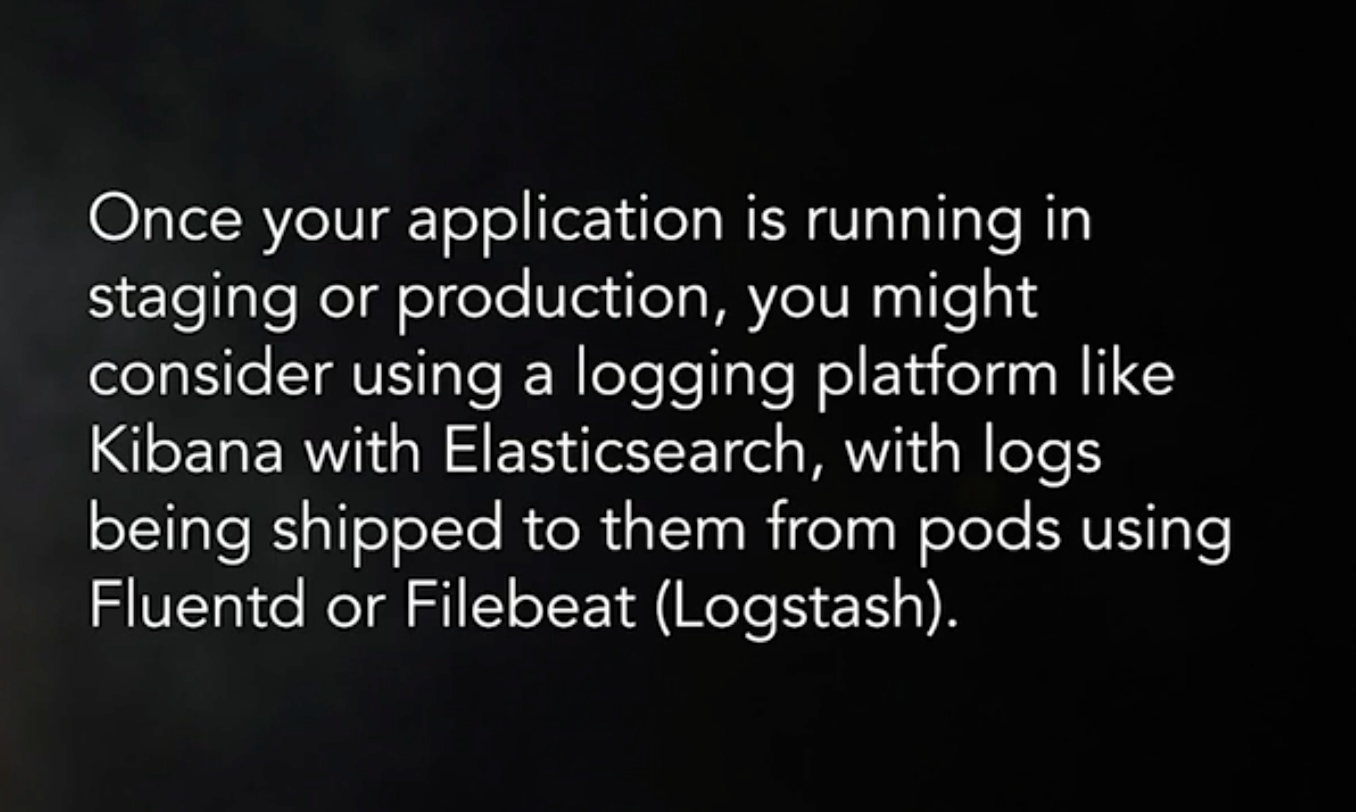 Once your application is running in
staging or production, you might
consider using a logging platform like
Kibana with Elasticsearch, with logs
being shipped to them from pods using
Fluentd or Filebeat (Logstash).